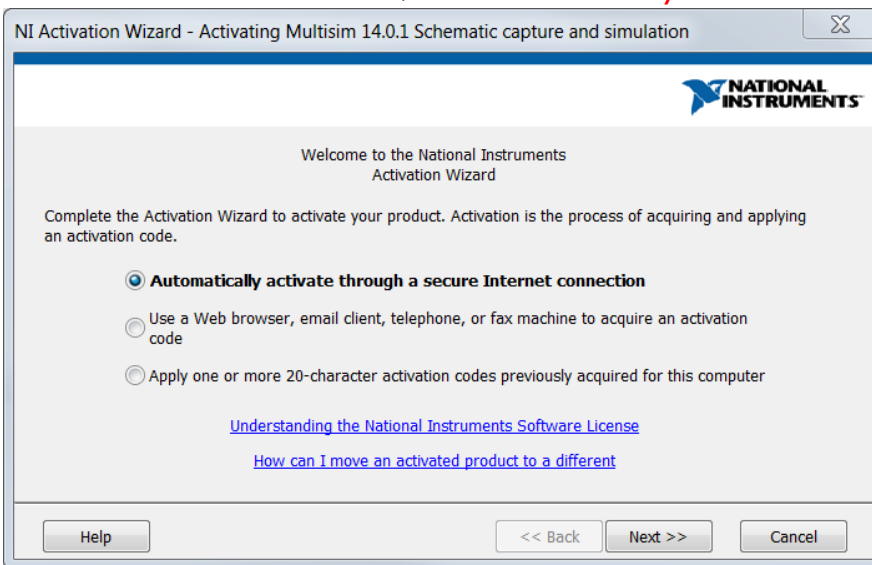 NI Activation Wizard - Activating Multisim 14.0.1 Schematic capture and simulation
NATIONAL
INSTRUMENTS
Welcome to the National Instruments
Activation Wizard
Complete the Activation Wizard to activate your product. Activation is the process of acquiring and applying
an activation code.
Automatically activate through a secure Internet connection
Use a Web browser, email client, telephone, or fax machine to acquire an activation
code
Apply one or more 20-character activation codes previously acquired for this computer
Understanding the National Instruments Software License
How can I move an activated product to a different
Help
<< Back
Next >>
Cancel